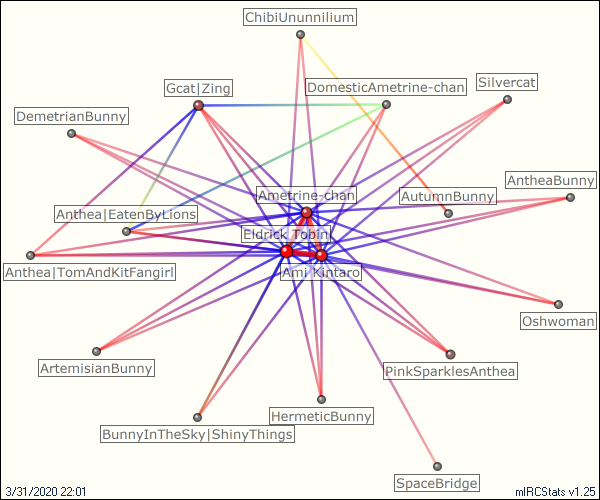 ChibiUnunnilium
Gcat|Zing
DomesticAmetrine-chan
Silvercat
DemetrianBunny
Ametrine-chan
AutumnBunny
AntheaBunny
Anthea|EatenByLions
Eldrick Tobin
Anthea|TomAndKitFangirl
Ami Kintaro
Oshwoman
ArtemisianBunny
PinkSparklesAnthea
HermeticBunny
BunnyInTheSky|ShinyThings
SpaceBridge
3/31/2020 22:01
mIRCStats v1.25